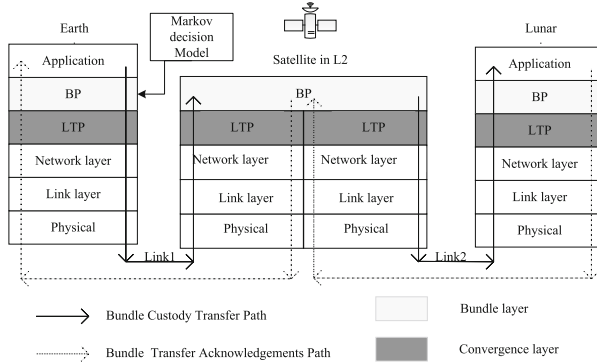 Earth
Markov
decision
Model
Satellite in L2
Lunar
Application
BP
LTP
Network layer
Link layer
Physical
BP
LTP
LTP
Network layer
Network layer
Link layer
Link layer
Physical
Physical
Application
BP
LTP
Network layer
Link layer
Physical
Link1
Link2
Bundle Custody Transfer Path
Bundle layer
Bundle Transfer Acknowledgements Path
Convergence layer